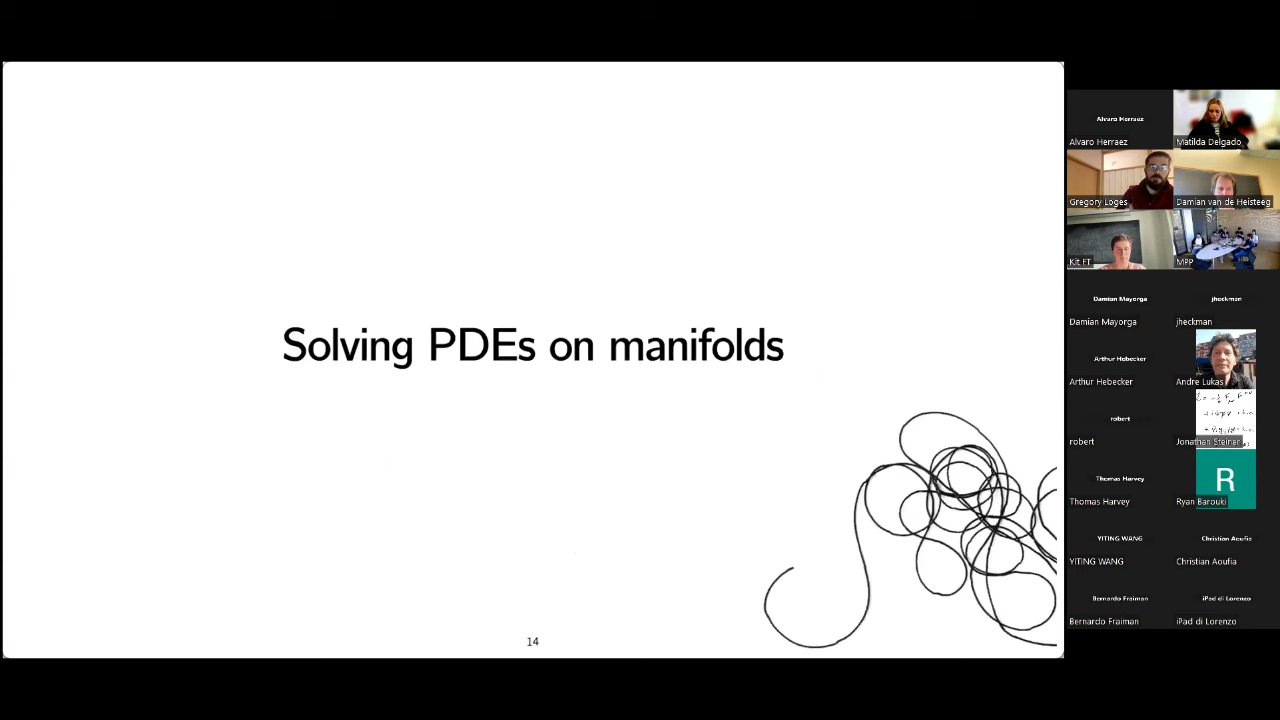 Solving PDEs on manifolds
14
Alvaro Herraez
Alvaro Herraez
Matilda Delgado
Gregory Loges
Damian van de Heisteeg
Kit FT
MPP
Damian Mayorga
jheckman
Damian Mayorga
jheckman
Arthur Hebecker
Arthur Hebecker
Andre Lukas
robert
robert
Jonathan Steiner
Thomas Harvey
R
Thomas Harvey
Ryan Barouki
YITING WANG
Christian Aoufia
YITING WANG
Christian Aoufia
Bernardo Fraiman
iPad di Lorenzo
Bernardo Fraiman
iPad di Lorenzo